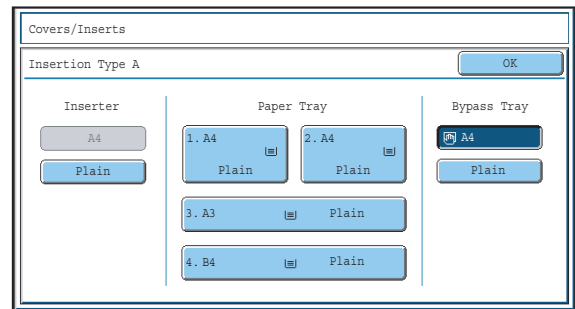 Covers/Inserts
Insertion Type A
OK
Inserter
Paper Tray
Bypass Tray
A4
Plain
1. A4
Plain
2. A4
Plain
3. A3 Plain
4. B4 Plain
A4
Plain